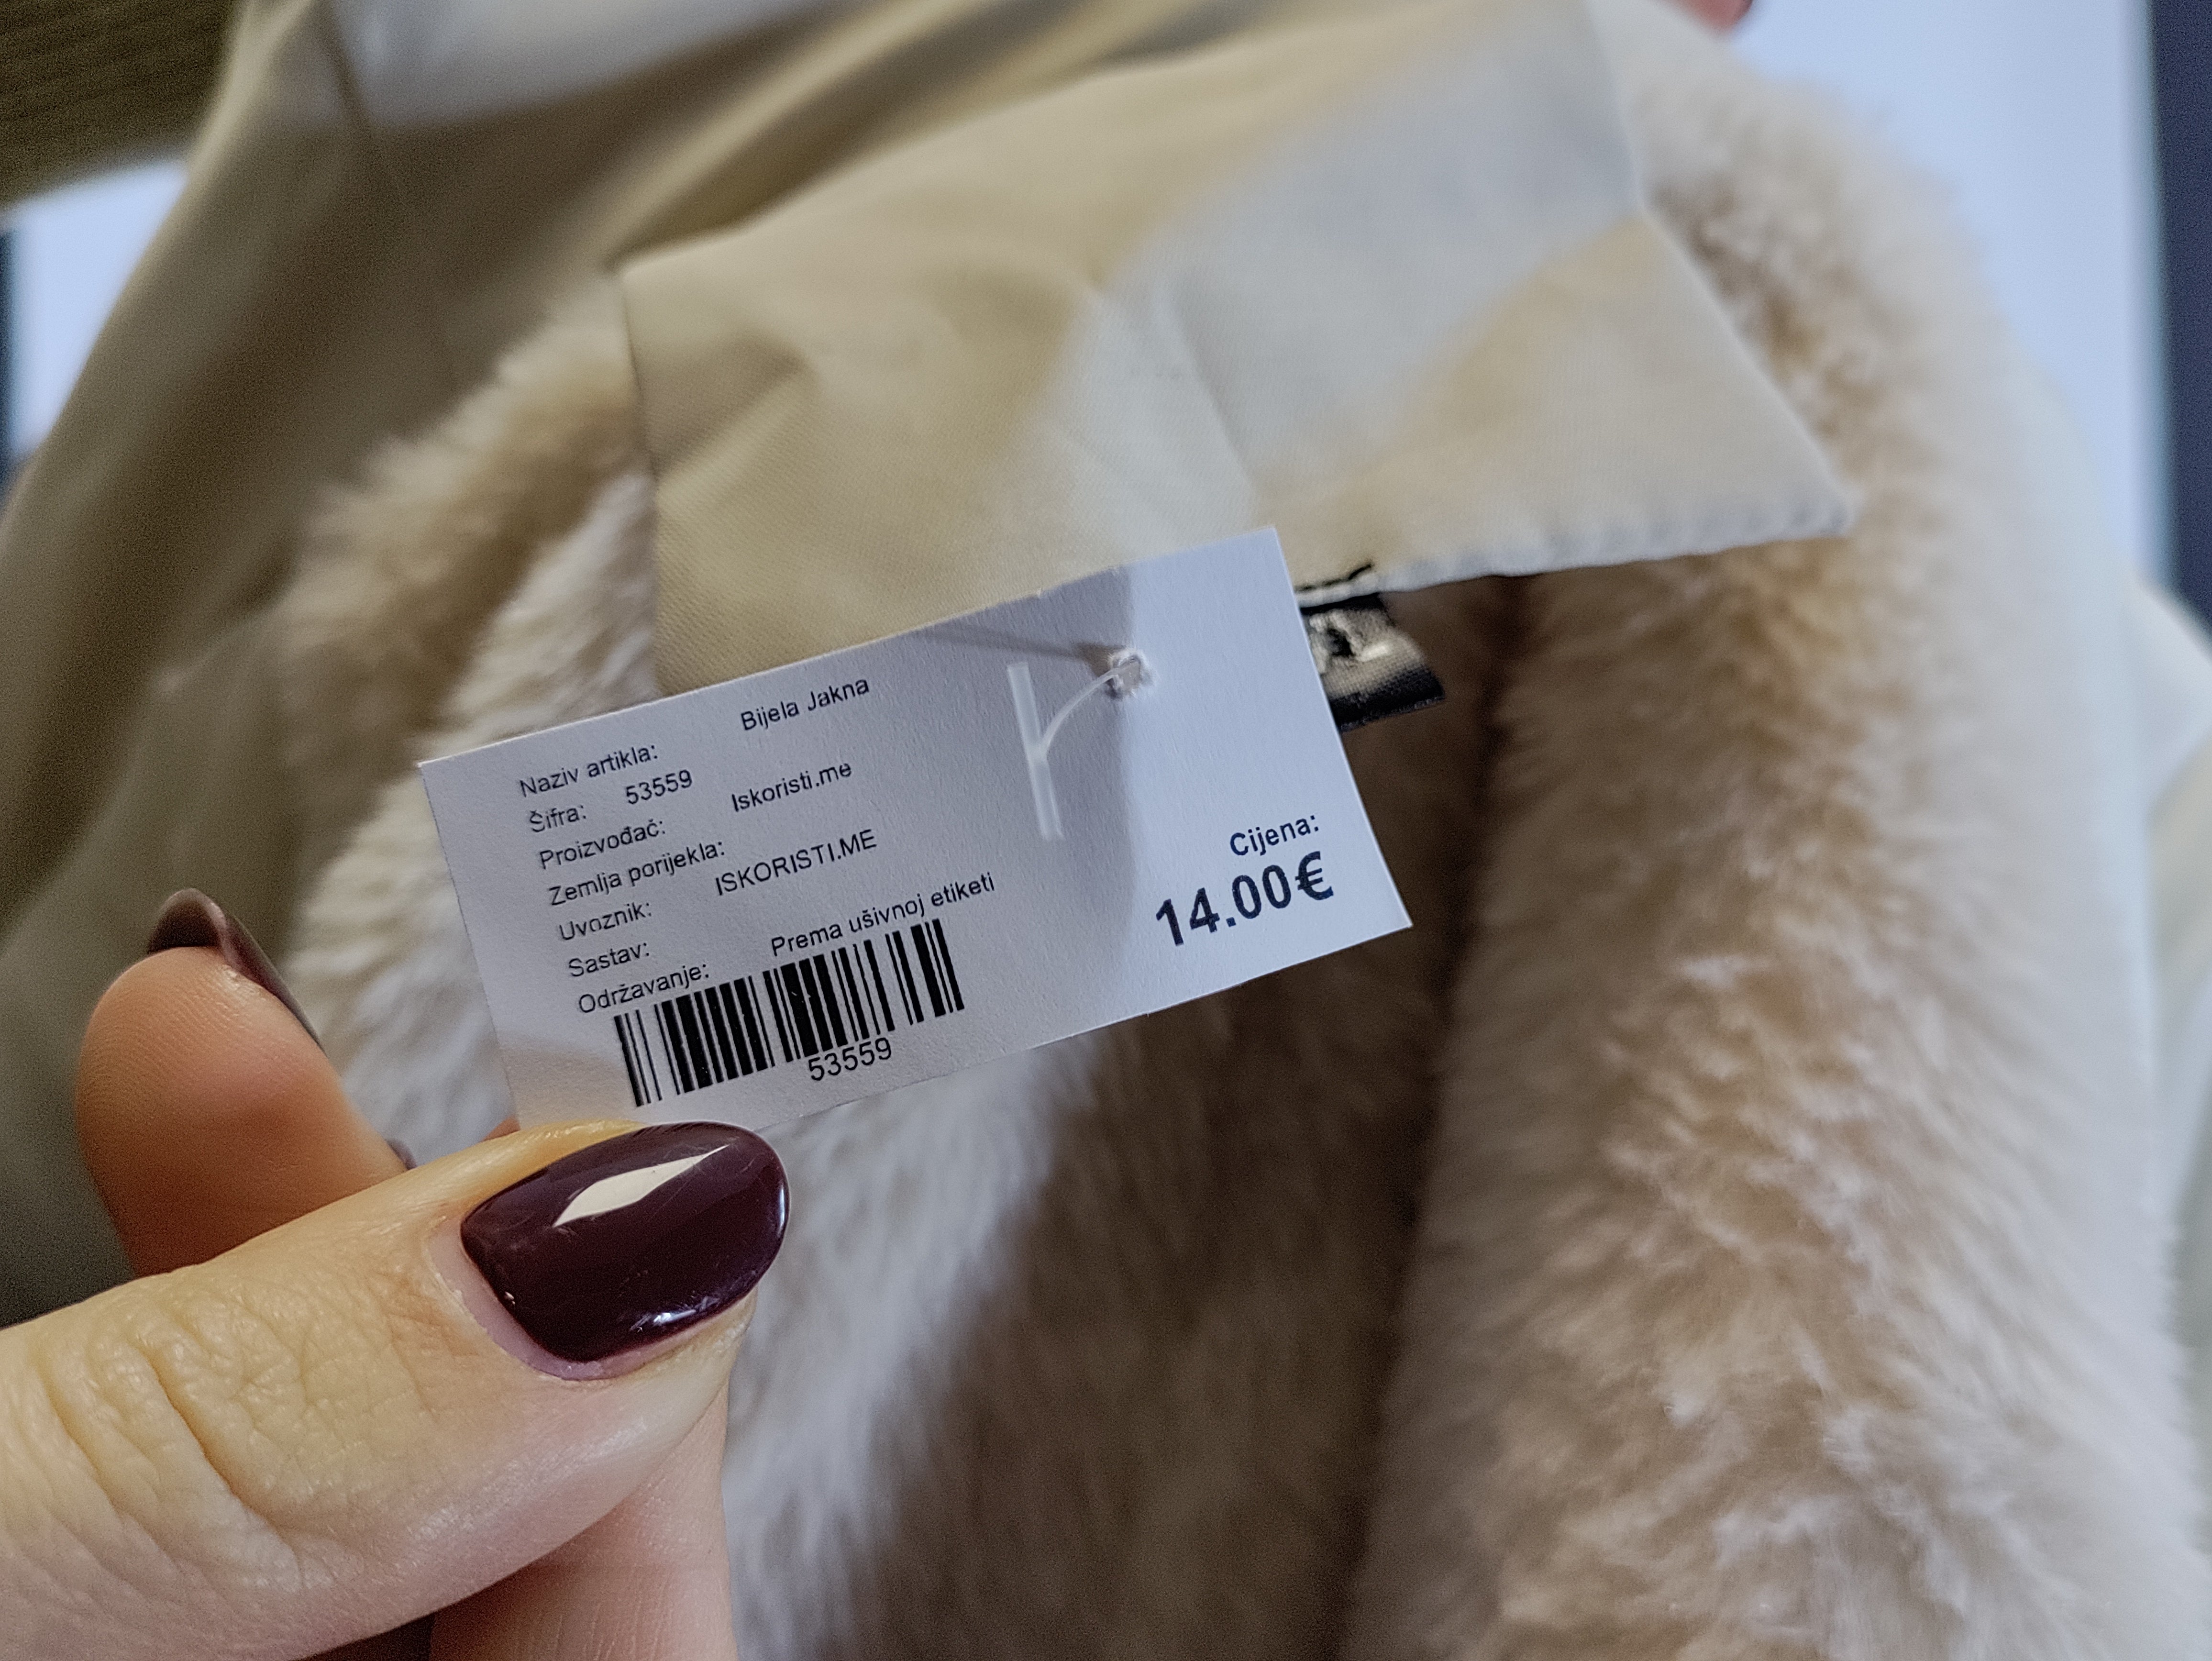 Naziv artikla: Bijela Jakna
Šifra: 53559
Proizvođač: Iskoristi.me
Zemlja porijekla:
Uvoznik: ISKORISTI.ME
Sastav:
Održavanje: Prema ušivnoj etiketi
53559
Cijena:
14.00€